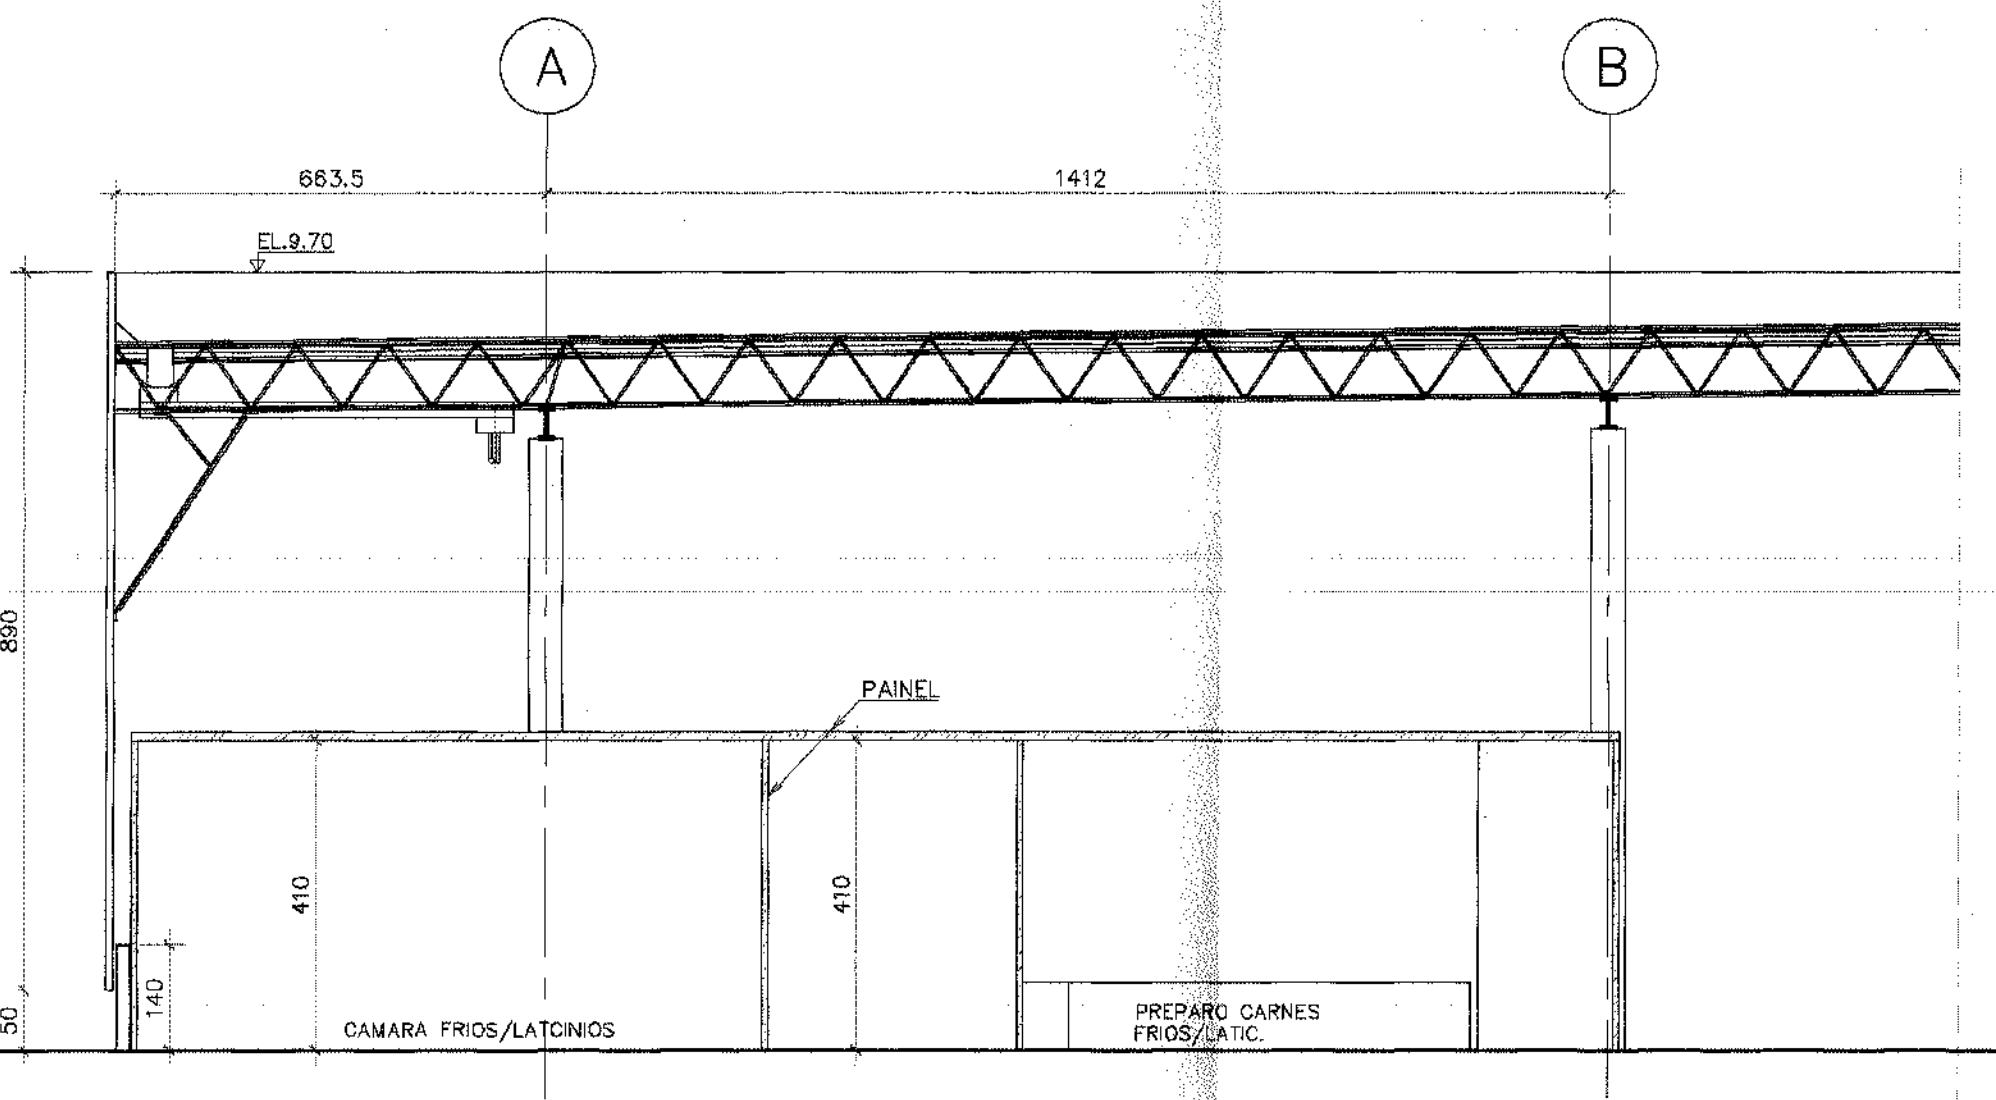 A
B
663.5
1412
EL.9.70
890
PAINEL
410
410
140
50
CAMARA FRIOS/LATCINIOS
PREPARO CARNES
FRIOS/LATIC.